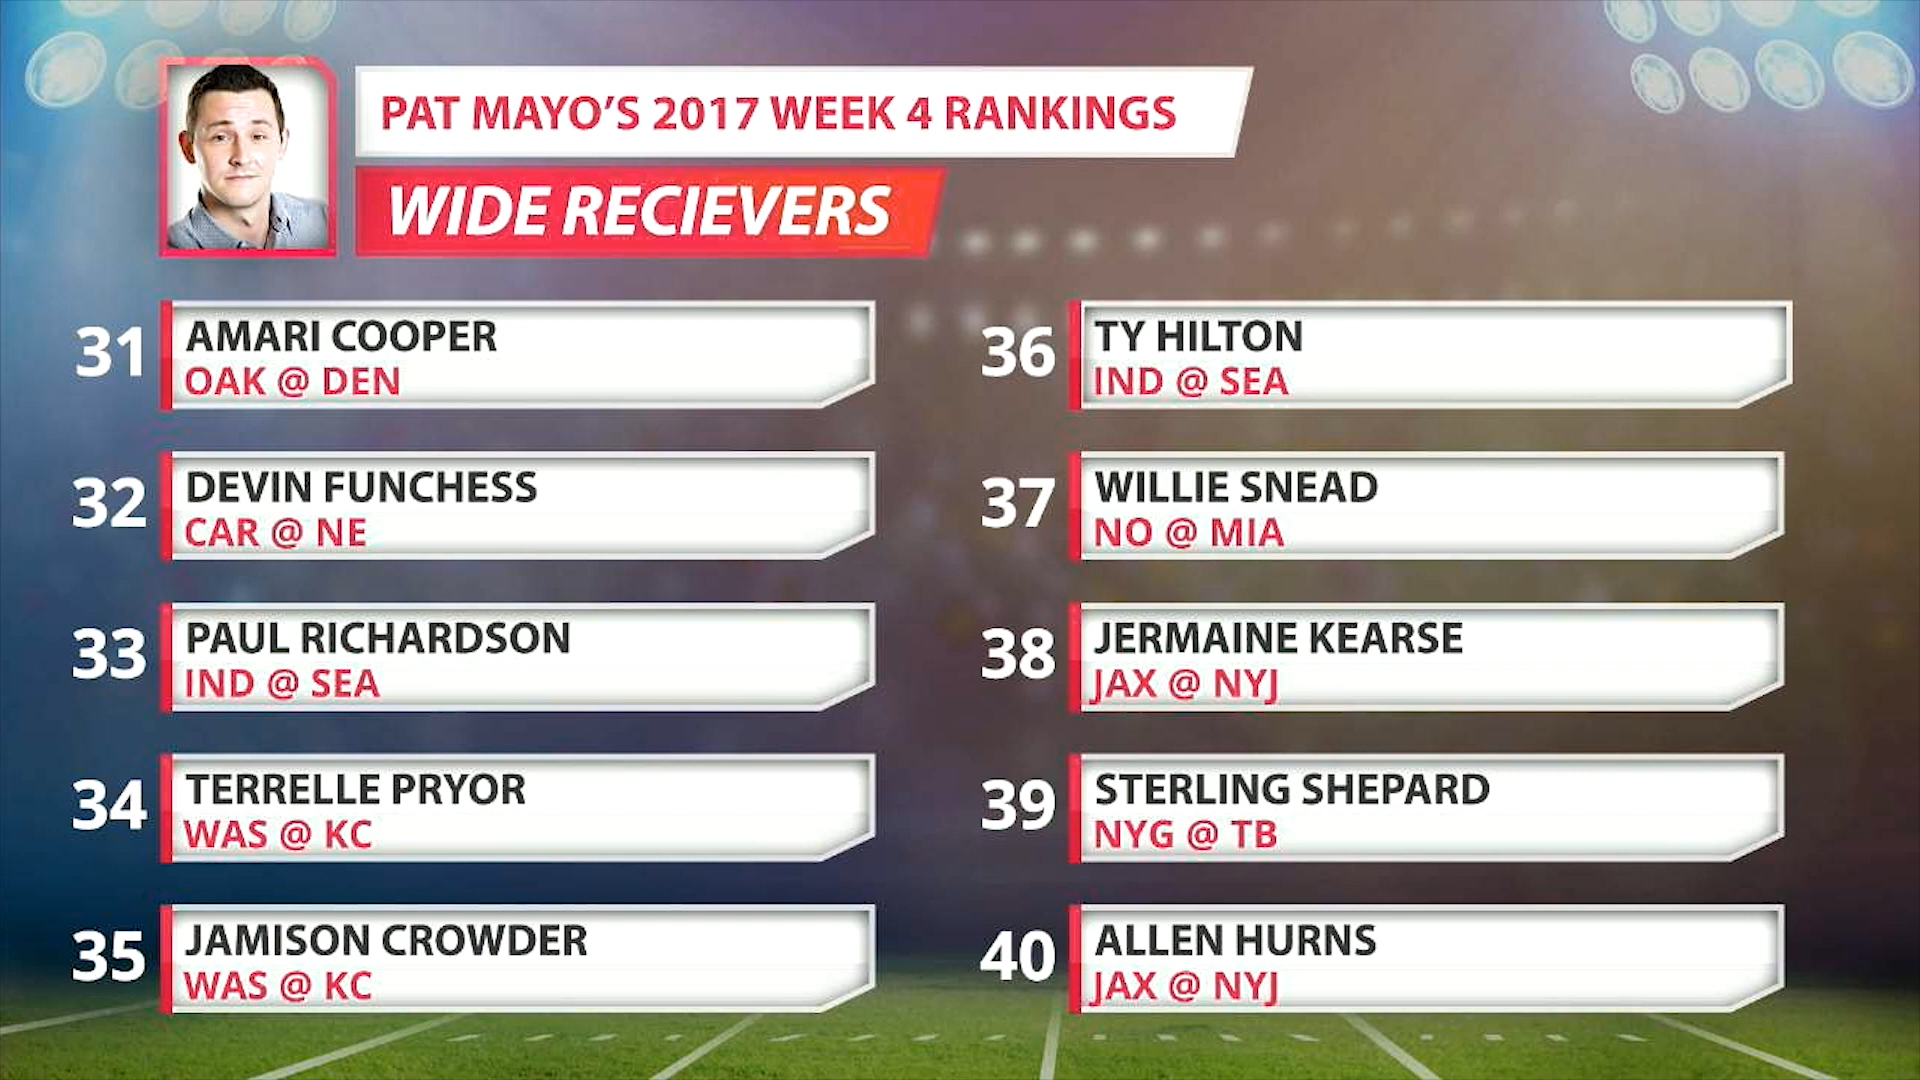 PAT MAYO'S 2017 WEEK 4 RANKINGS
WIDE RECIEVERS
31
AMARI COOPER
OAK @ DEN
32
DEVIN FUNCHESS
CAR @ NE
33
PAUL RICHARDSON
IND @ SEA
34
TERRELLE PRYOR
WAS @ KC
35
JAMISON CROWDER
WAS @ KC
36
TY HILTON
IND @ SEA
37
WILLIE SNEAD
NO @ MIA
38
JERMAINE KEARSE
JAX @ NYJ
39
STERLING SHEPARD
NYG @ TB
40
ALLEN HURNS
JAX @ NYJ